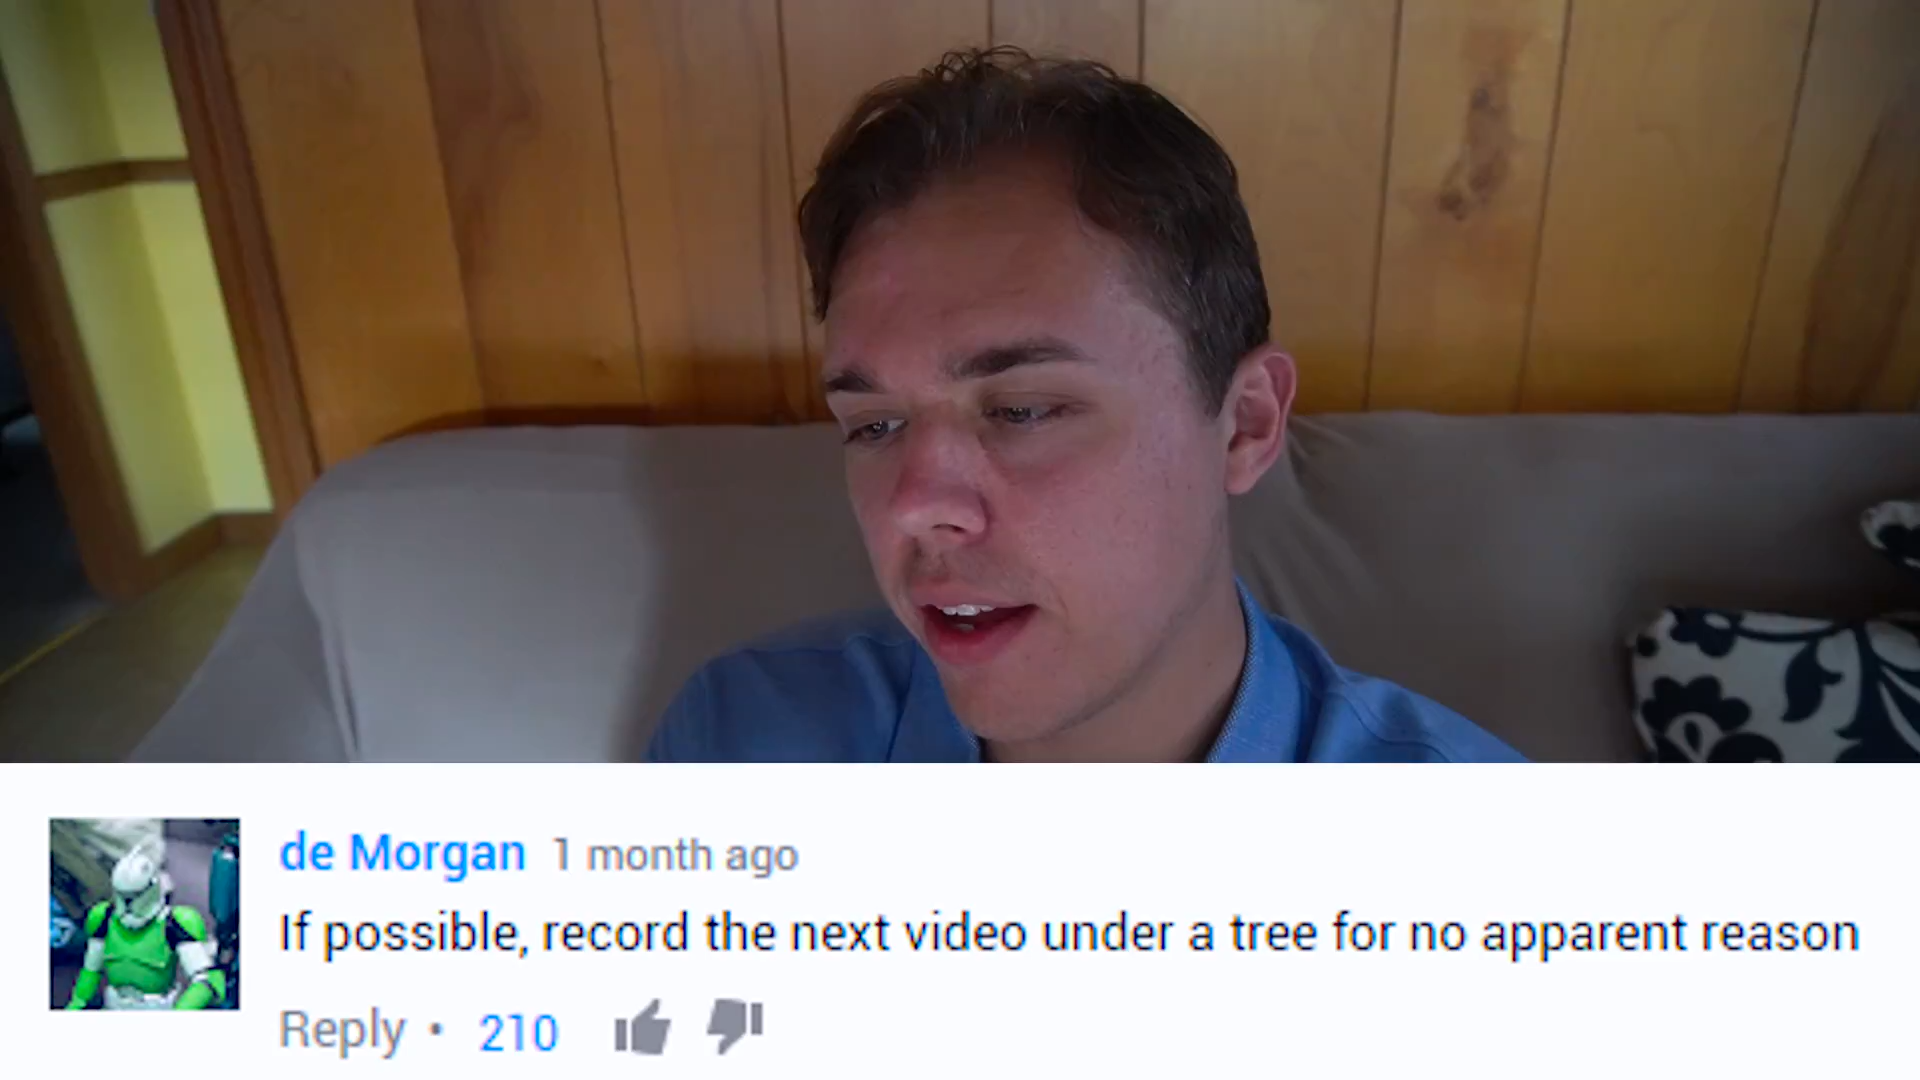 de Morgan 1 month ago
If possible, record the next video under a tree for no apparent reason
Reply • 210